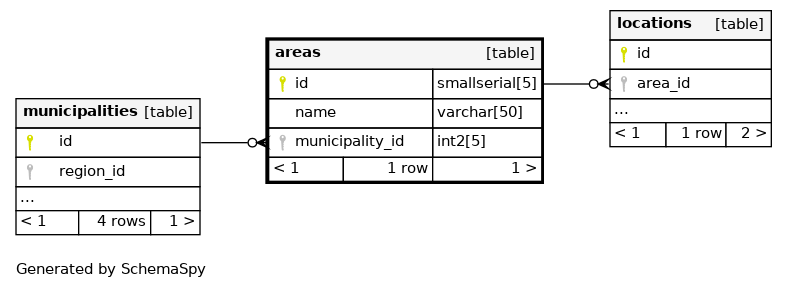 municipalities [table]
id
region_id
...
< 1 4 rows 1 >
areas [table]
id smallserial[5]
name varchar[50]
municipality_id int2[5]
< 1 1 row 1 >
locations [table]
id
area_id
...
< 1 1 row 2 >
Generated by SchemaSpy